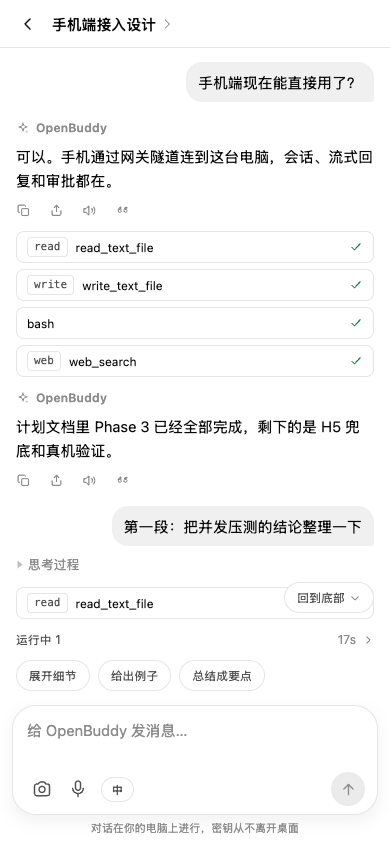 手机端接入设计
手机端现在能直接用了？
OpenBuddy
可以。手机通过网关隧道连到这台电脑，会话、流式回
复和审批都在。
read read_text_file
write write_text_file
bash
web web_search
OpenBuddy
计划文档里 Phase 3 已经全部完成，剩下的是 H5 兜
底和真机验证。
第一段：把并发压测的结论整理一下
思考过程
read read_text_file
回到底部
运行中 1 17s
展开细节 给出例子 总结成要点
给 OpenBuddy 发消息...
中
对话在你的电脑上进行，密钥从不离开桌面